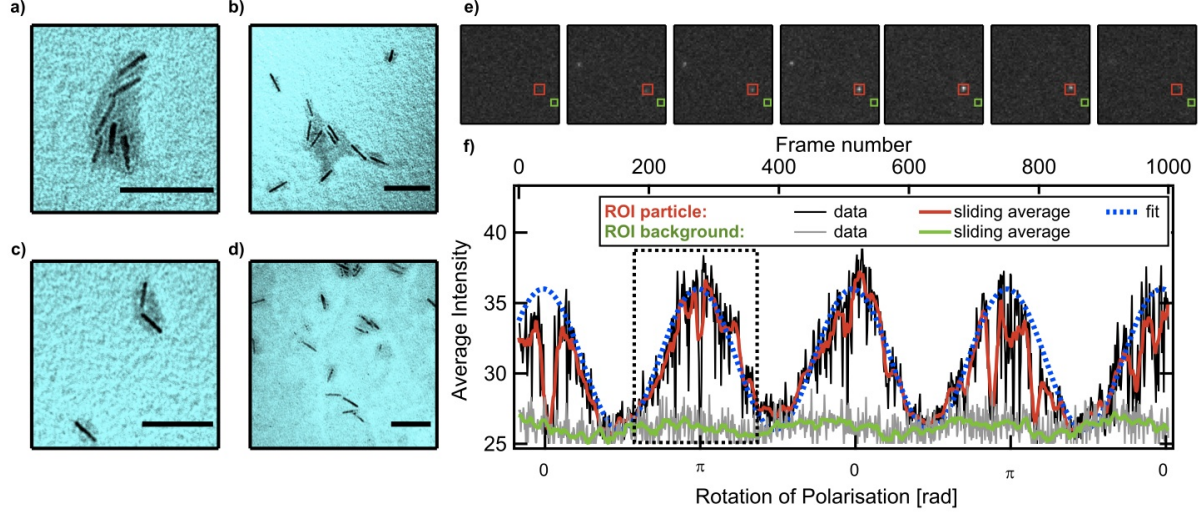 a)
b)
e)
c)
d)
f)
Frame number
0 200 400 600 800 1000
ROI particle: data sliding average fit
ROI background: data sliding average
Average Intensity
40
35
30
25
0 π 0 π 0
Rotation of Polarisation [rad]